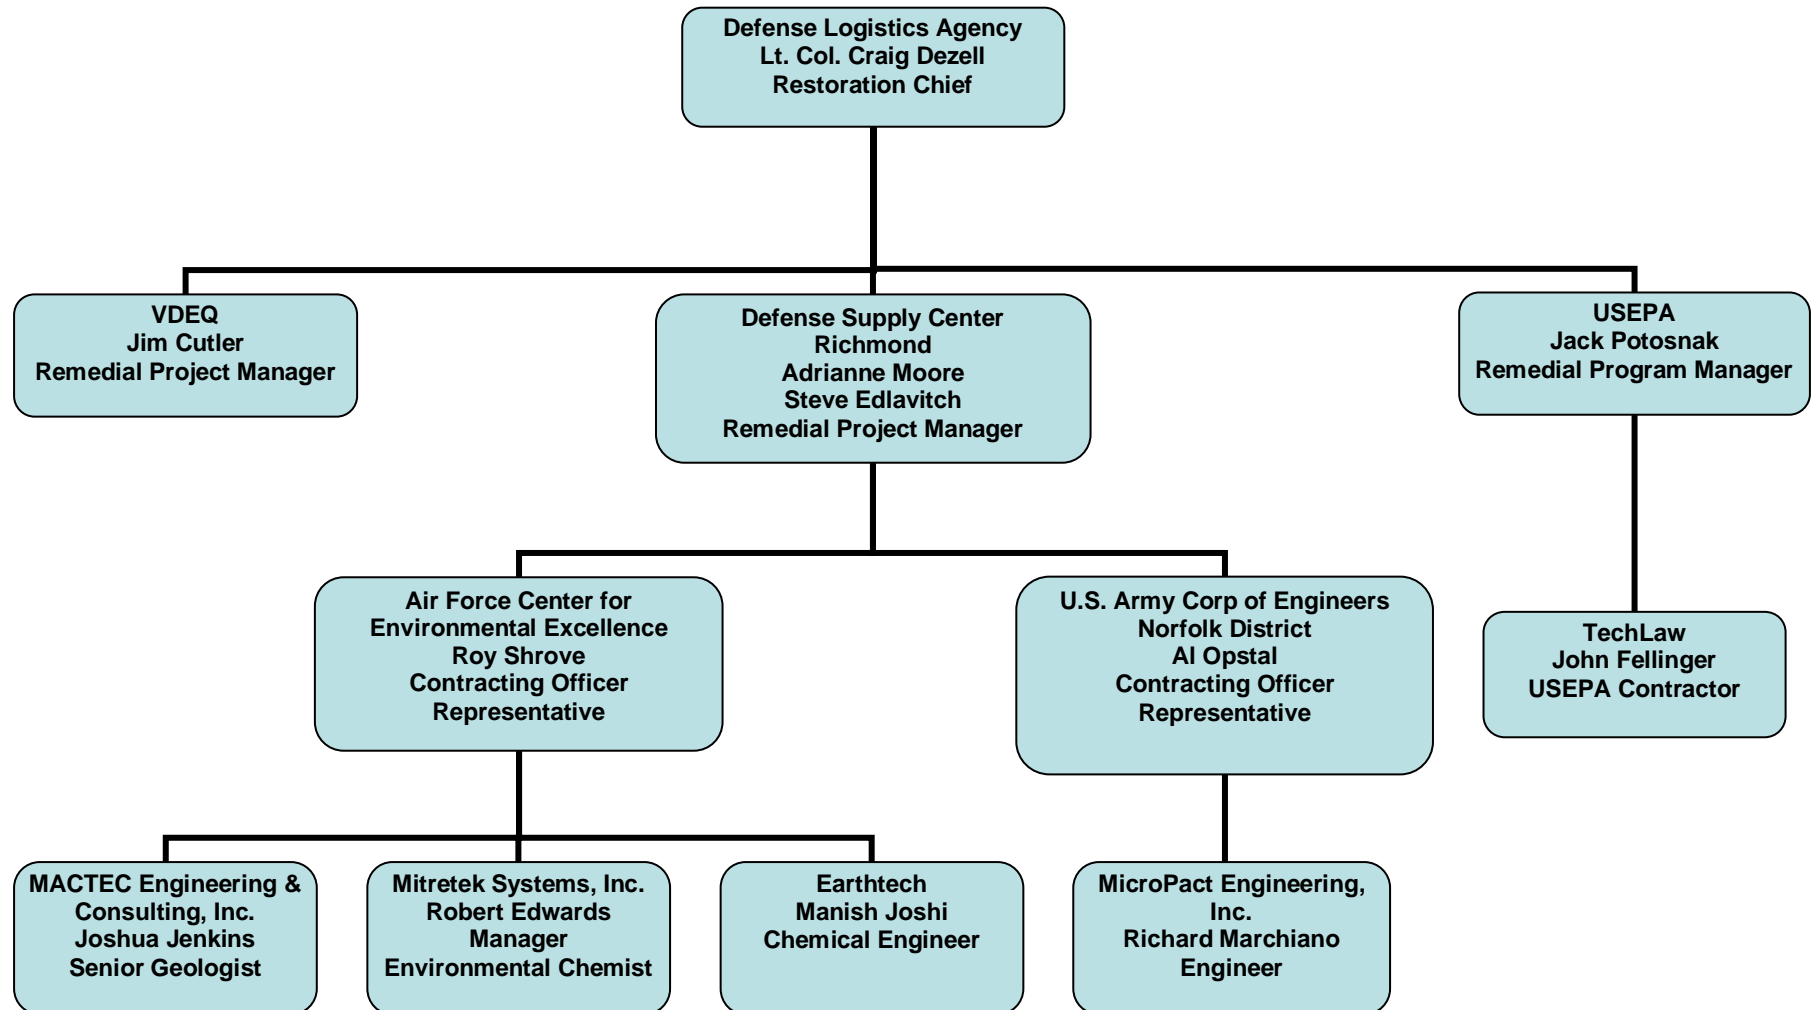 Defense Logistics Agency
Lt. Col. Craig Dezell
Restoration Chief
VDEQ
Jim Cutler
Remedial Project Manager
Defense Supply Center
Richmond
Adrianne Moore
Steve Edlavitch
Remedial Project Manager
USEPA
Jack Potosnak
Remedial Program Manager
Air Force Center for
Environmental Excellence
Roy Shrove
Contracting Officer
Representative
U.S. Army Corp of Engineers
Norfolk District
Al Opstal
Contracting Officer
Representative
TechLaw
John Fellinger
USEPA Contractor
MACTEC Engineering &
Consulting, Inc.
Joshua Jenkins
Senior Geologist
Mitretek Systems, Inc.
Robert Edwards
Manager
Environmental Chemist
Earthtech
Manish Joshi
Chemical Engineer
MicroPact Engineering,
Inc.
Richard Marchiano
Engineer